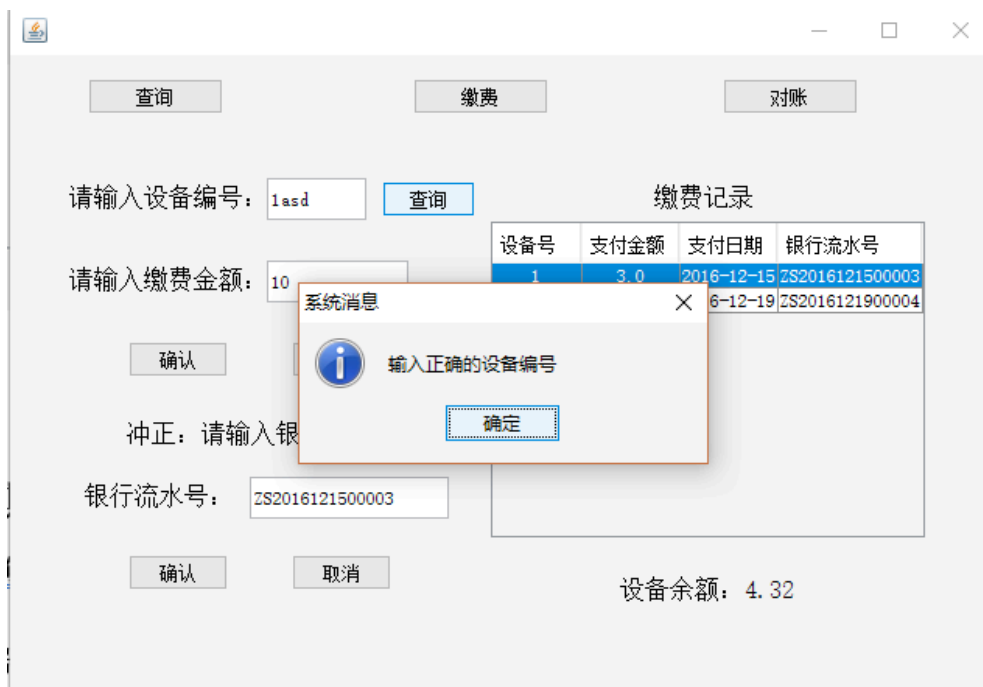 查询 缴费 对账
请输入设备编号： 1asd 查询
缴费记录
设备号 支付金额 支付日期 银行流水号
1 3.0 2016-12-15 ZS2016121500003
6-12-19 ZS2016121900004
请输入缴费金额： 10
系统消息
输入正确的设备编号
确定
确认
冲正：请输入银
银行流水号： ZS2016121500003
确认 取消
设备余额：4.32